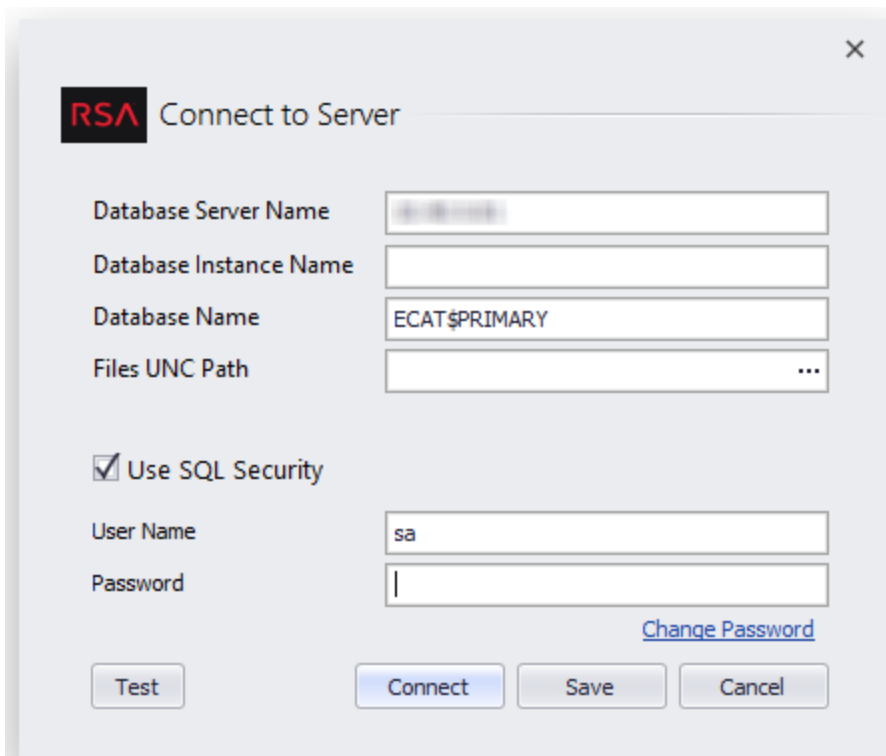 RSA Connect to Server
Database Server Name
Database Instance Name
Database Name ECAT$PRIMARY
Files UNC Path ...
Use SQL Security
User Name sa
Password
Change Password
Test Connect Save Cancel